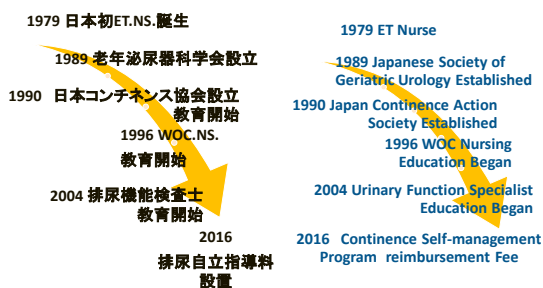 1979 日本初ET.NS.誕生
1989 老年泌尿器科学会設立
1990 日本コンチネンス協会設立
教育開始
1996 WOC.NS.
教育開始
2004 排尿機能検査士
教育開始
2016
排尿自立指導料
設置
1979 ET Nurse
1989 Japanese Society of
Geriatric Urology Established
1990 Japan Continence Action
Society Established
1996 WOC Nursing
Education Began
2004 Urinary Function Specialist
Education Began
2016 Continence Self-management
Program reimbursement Fee